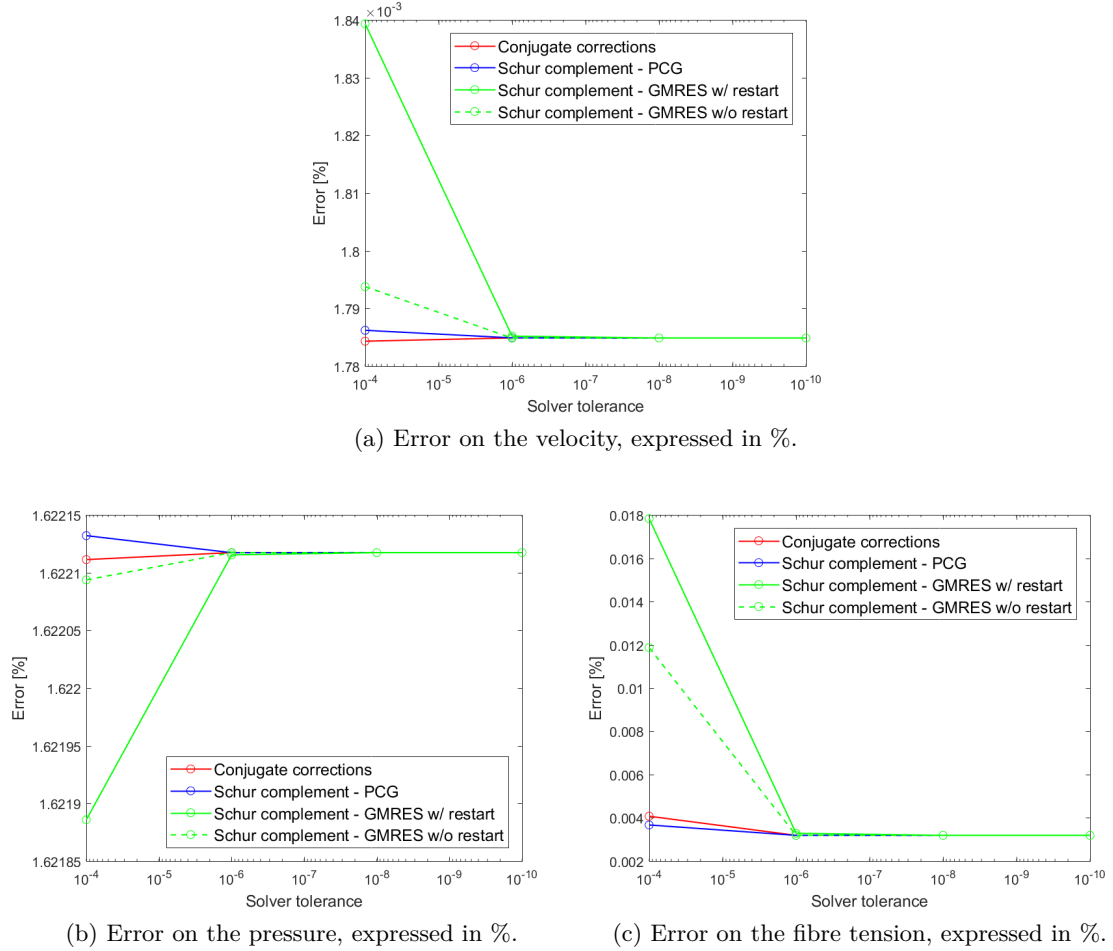 ×10⁻³
1.84
1.83
1.82
1.81
1.8
1.79
1.78
Error [%]
Conjugate corrections
Schur complement - PCG
Schur complement - GMRES w/ restart
Schur complement - GMRES w/o restart
10⁻⁴ 10⁻⁵ 10⁻⁶ 10⁻⁷ 10⁻⁸ 10⁻⁹ 10⁻¹⁰
Solver tolerance
(a) Error on the velocity, expressed in %.
1.62215
1.6221
1.62205
1.622
1.62195
1.6219
1.62185
Error [%]
Conjugate corrections
Schur complement - PCG
Schur complement - GMRES w/ restart
Schur complement - GMRES w/o restart
10⁻⁴ 10⁻⁵ 10⁻⁶ 10⁻⁷ 10⁻⁸ 10⁻⁹ 10⁻¹⁰
Solver tolerance
(b) Error on the pressure, expressed in %.
0.018
0.016
0.014
0.012
0.01
0.008
0.006
0.004
0.002
Error [%]
Conjugate corrections
Schur complement - PCG
Schur complement - GMRES w/ restart
Schur complement - GMRES w/o restart
10⁻⁴ 10⁻⁵ 10⁻⁶ 10⁻⁷ 10⁻⁸ 10⁻⁹ 10⁻¹⁰
Solver tolerance
(c) Error on the fibre tension, expressed in %.